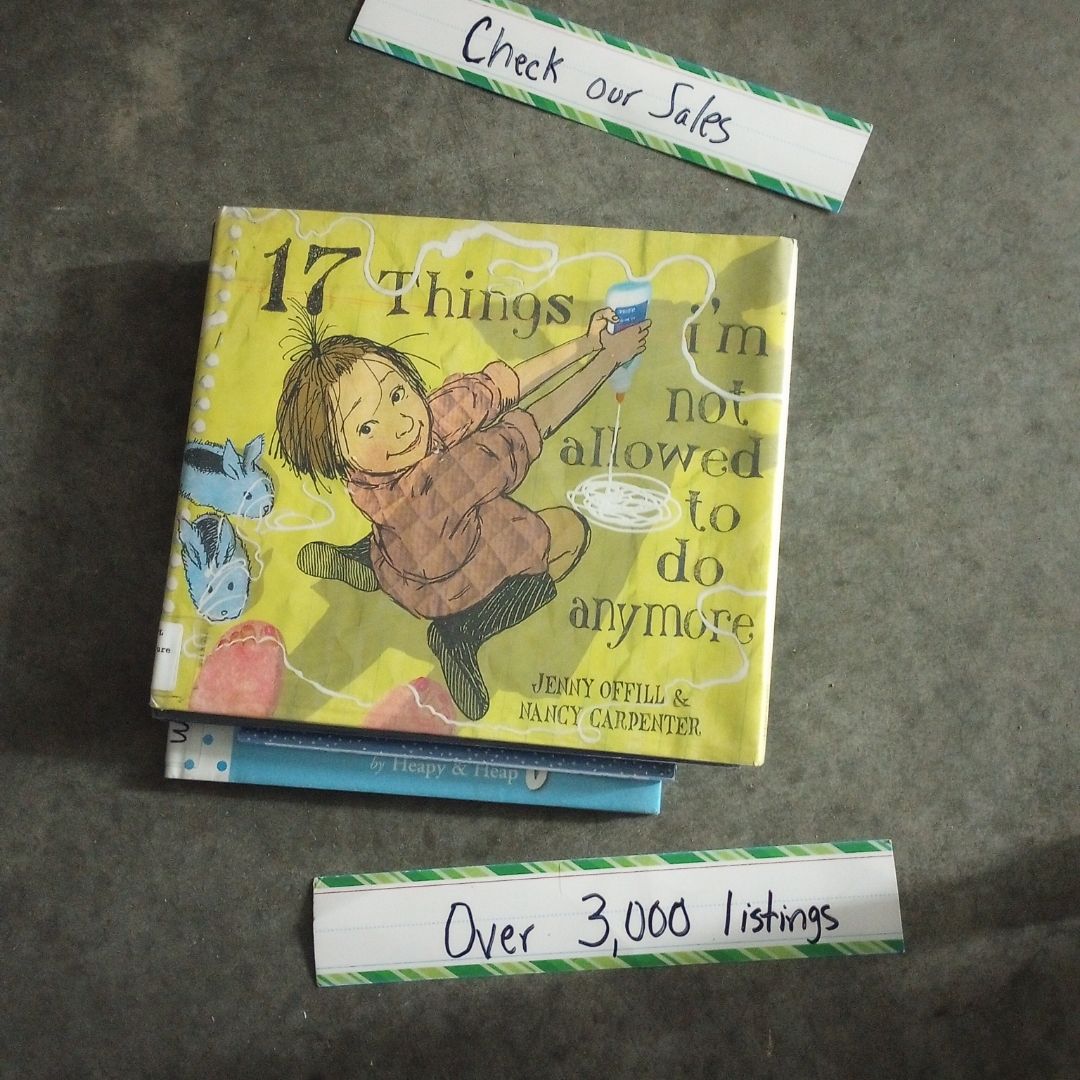 Check our Sales
17 Things
i'm
not
allowed
to
do
anymore
JENNY OFFILL &
NANCY CARPENTER
by Heapy & Heap
Over 3,000 listings